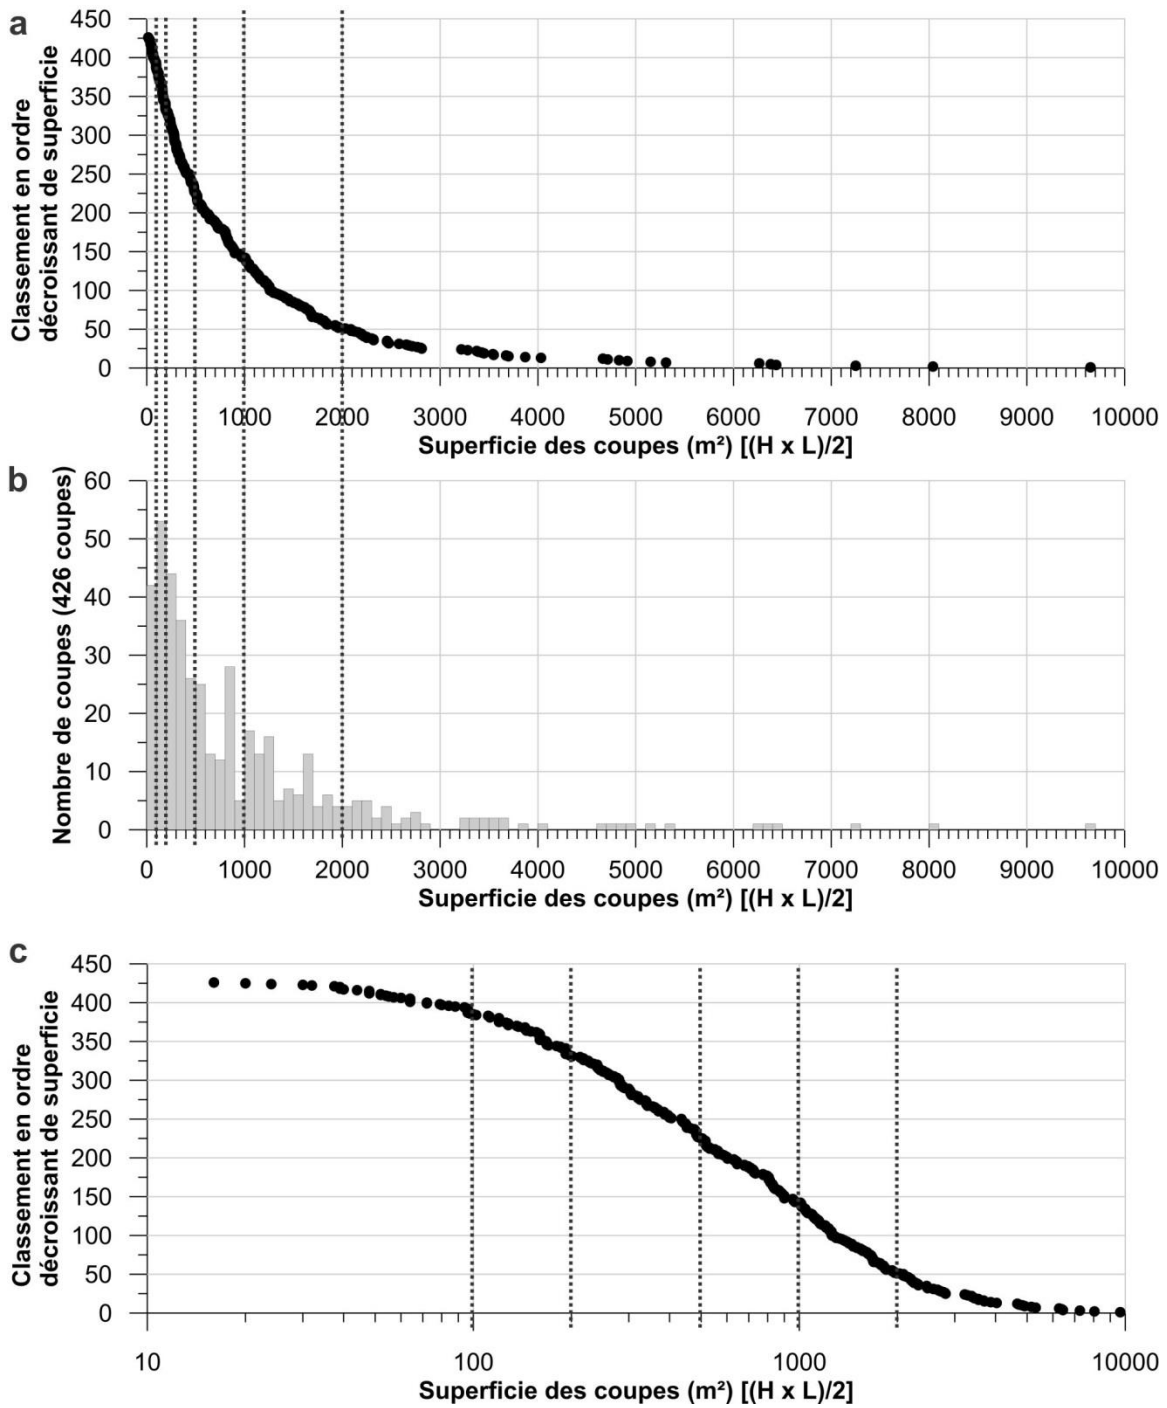 a
Classement en ordre
décroissant de superficie
450
400
350
300
250
200
150
100
50
0
0 1000 2000 3000 4000 5000 6000 7000 8000 9000 10000
Superficie des coupes (m²) [(H x L)/2]
b
Nombre de coupes (426 coupes)
60
50
40
30
20
10
0
0 1000 2000 3000 4000 5000 6000 7000 8000 9000 10000
Superficie des coupes (m²) [(H x L)/2]
c
Classement en ordre
décroissant de superficie
450
400
350
300
250
200
150
100
50
0
10 100 1000 10000
Superficie des coupes (m²) [(H x L)/2]